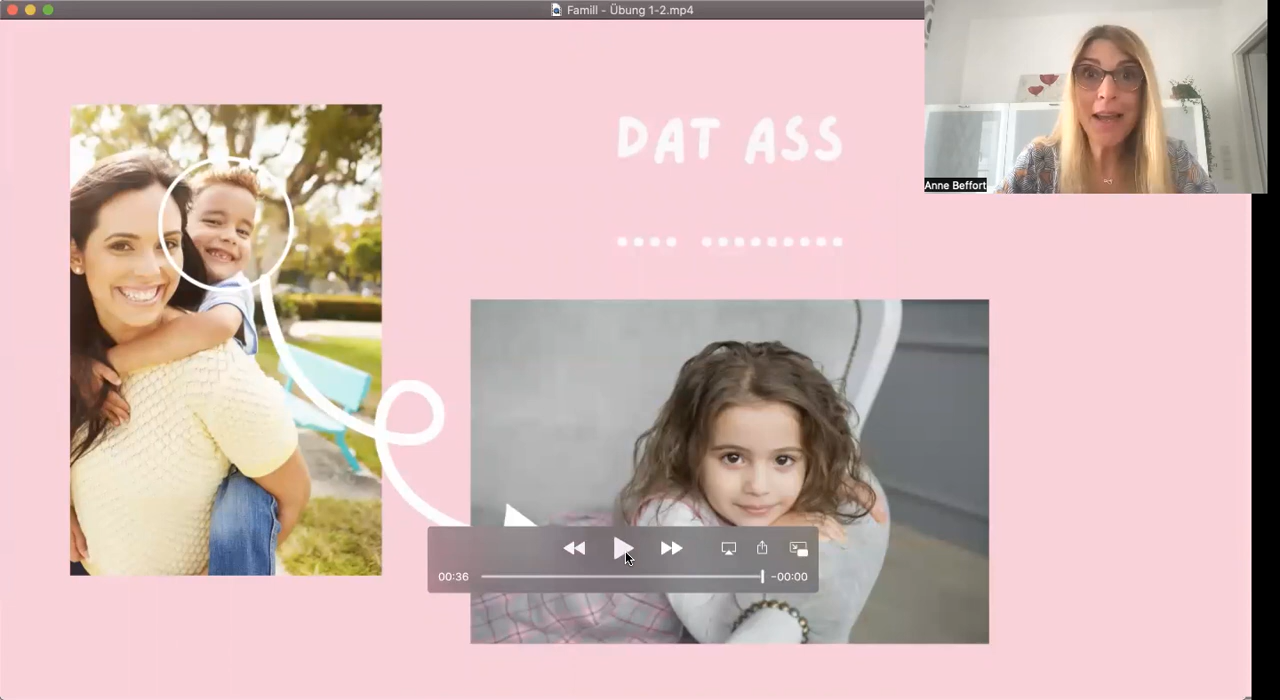 Famill - Übung 1-2.mp4
Anne Beffort
DAT ASS
.... .........
00:36
-00:00